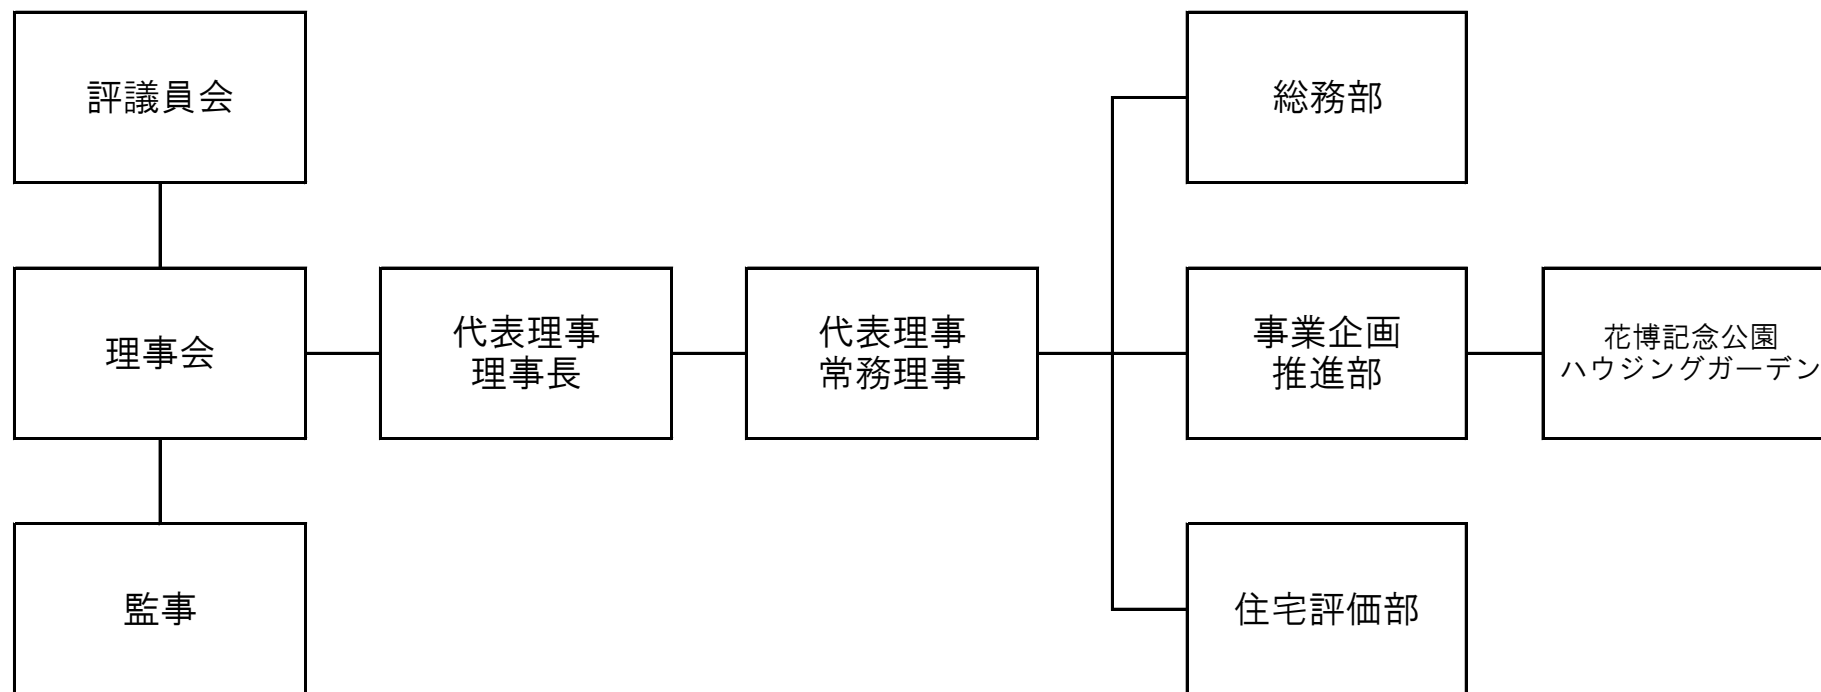 評議員会
総務部
理事会
代表理事
理事長
代表理事
常務理事
事業企画
推進部
花博記念公園
ハウジングガーデン
監事
住宅評価部